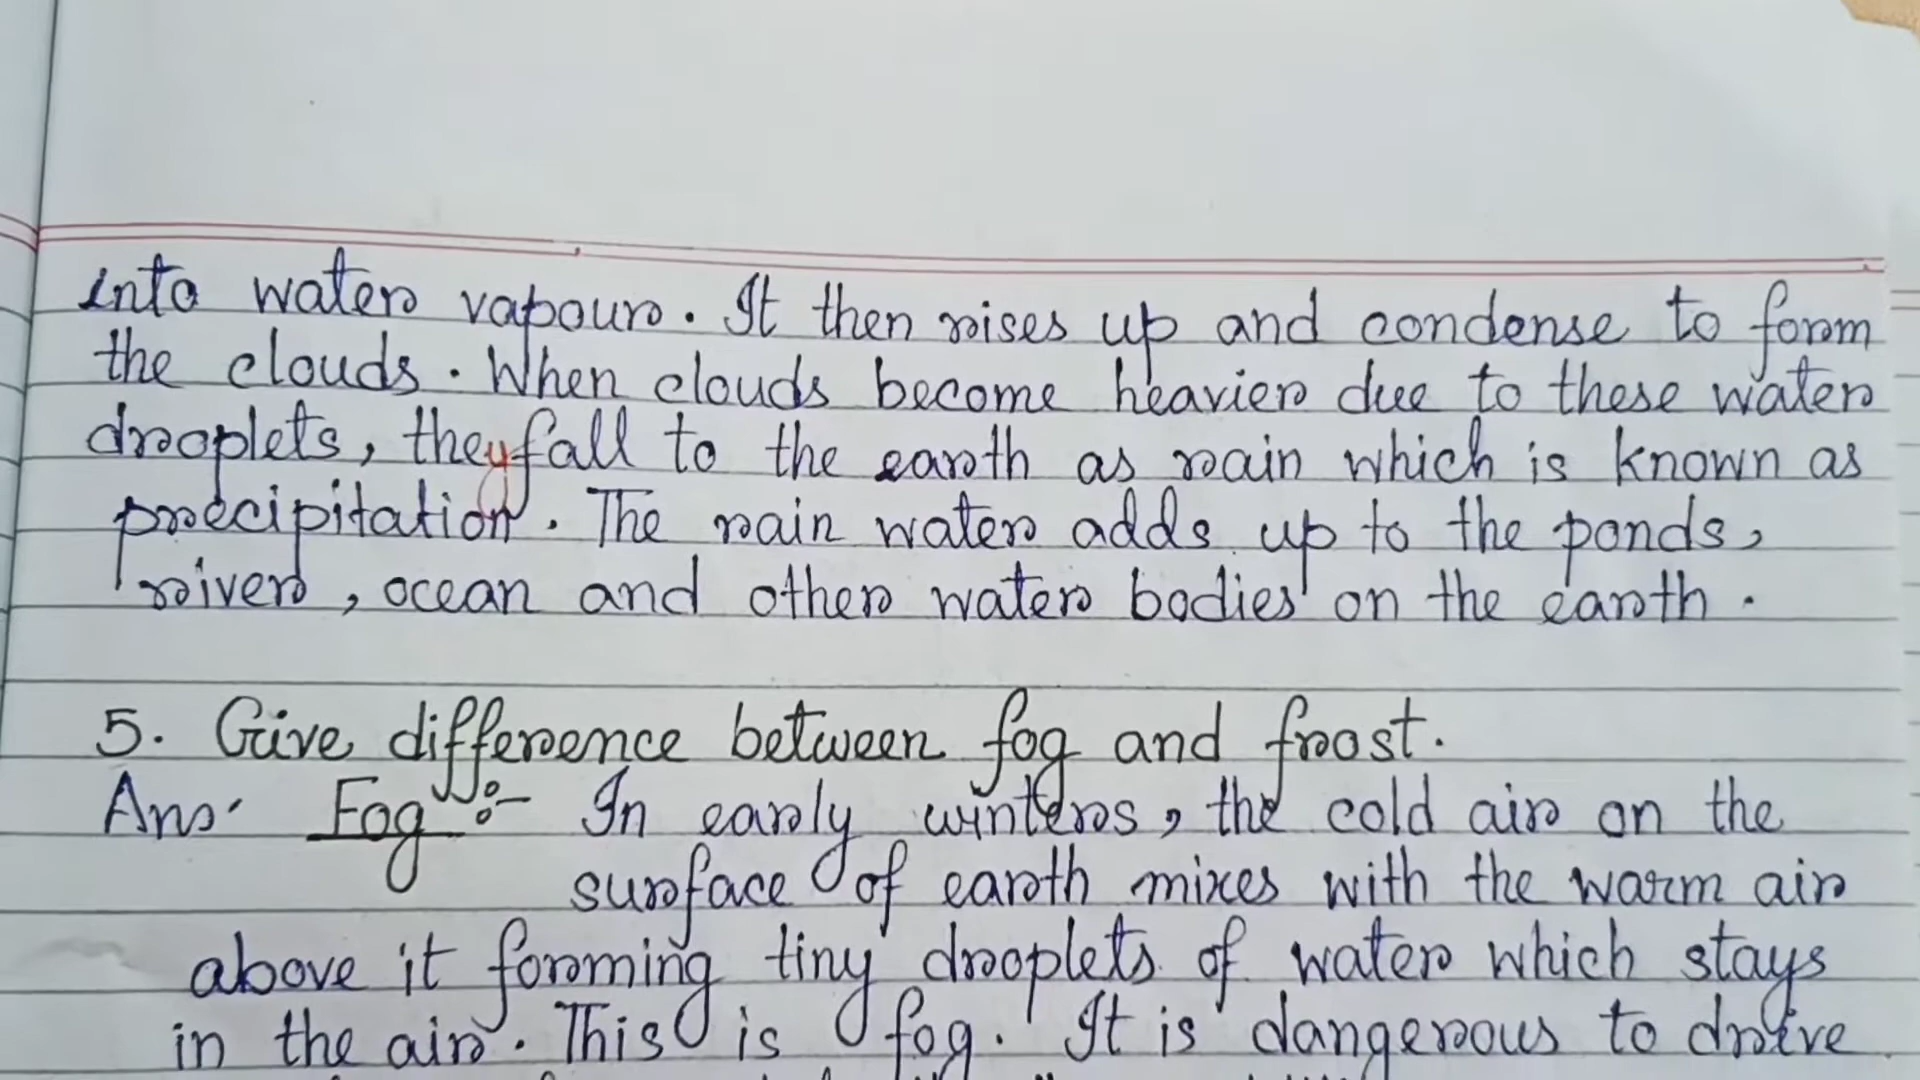 into water vapour. It then rises up and condense to form
the clouds. When clouds become heavier due to these water
droplets, they fall to the earth as rain which is known as
precipitation. The rain water adds up to the ponds,
river, ocean and other water bodies on the earth.
5. Give difference between fog and frost.
Ans. Fog :- In early winters, the cold air on the
surface of earth mixes with the warm air
above it forming tiny droplets of water which stays
in the air. This is fog. It is dangerous to drive